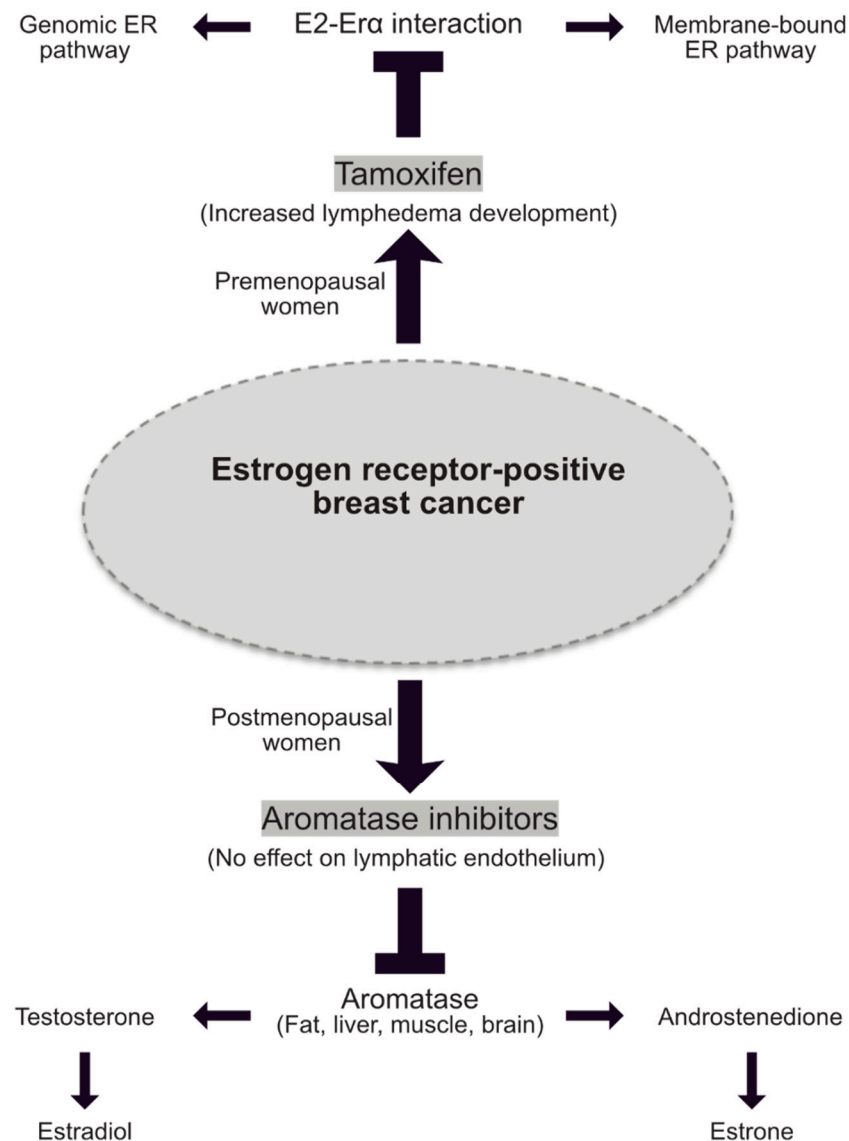 Genomic ER
pathway
E2-Erα interaction
Membrane-bound
ER pathway
Tamoxifen
(Increased lymphedema development)
Premenopausal
women
Estrogen receptor-positive
breast cancer
Postmenopausal
women
Aromatase inhibitors
(No effect on lymphatic endothelium)
Aromatase
(Fat, liver, muscle, brain)
Testosterone
Androstenedione
Estradiol
Estrone